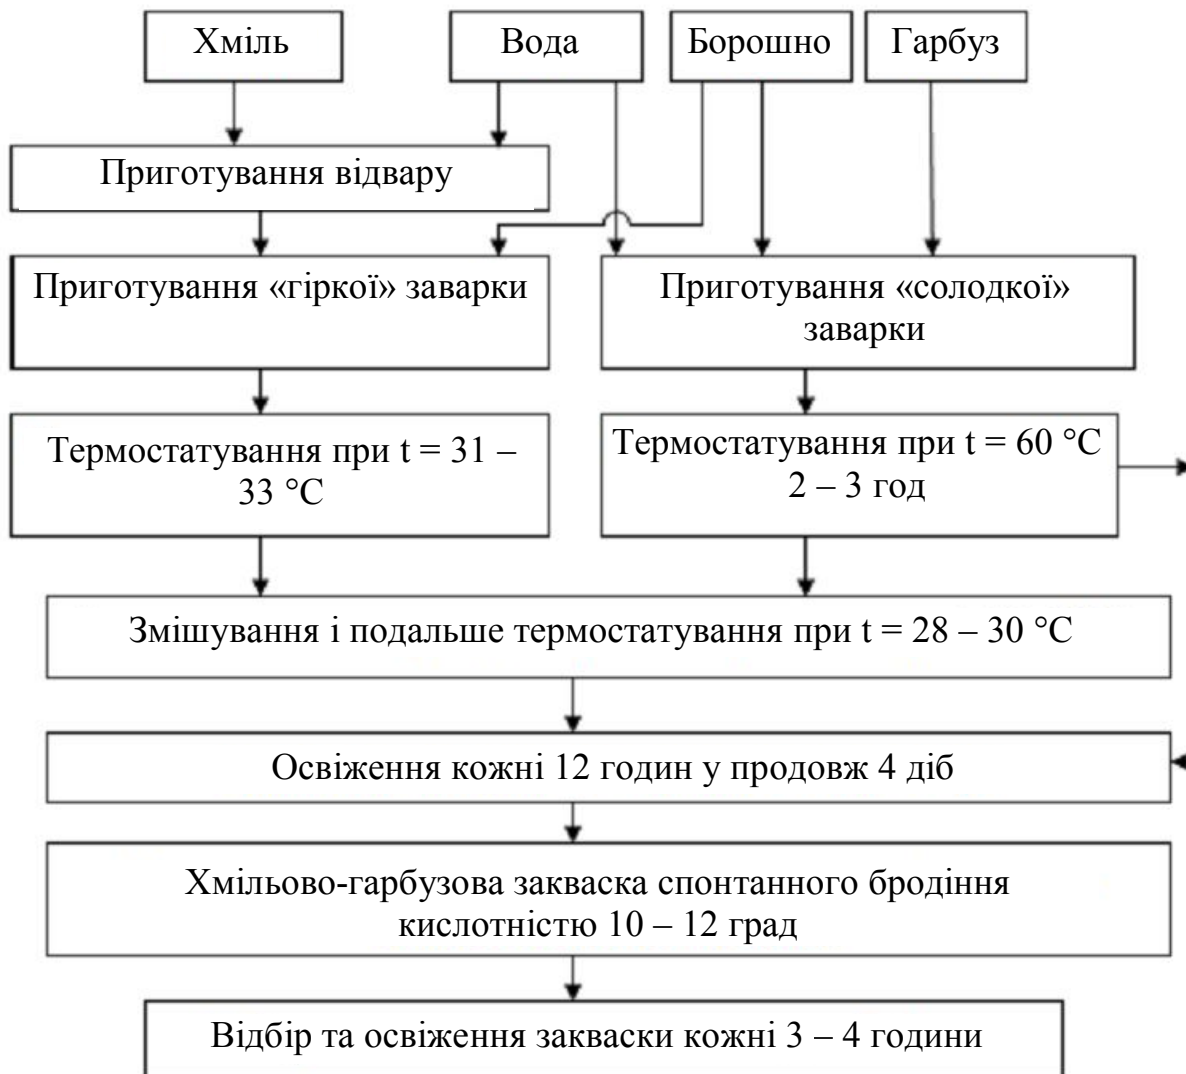 Хміль
Вода
Борошно
Гарбуз
Приготування відвару
Приготування «гіркої» заварки
Приготування «солодкої»
заварки
Термостатування при t = 31 –
33 °С
Термостатування при t = 60 °С
2 – 3 год
Змішування і подальше термостатування при t = 28 – 30 °С
Освіження кожні 12 годин у продовж 4 діб
Хмільово-гарбузова закваска спонтанного бродіння
кислотністю 10 – 12 град
Відбір та освіження закваски кожні 3 – 4 години